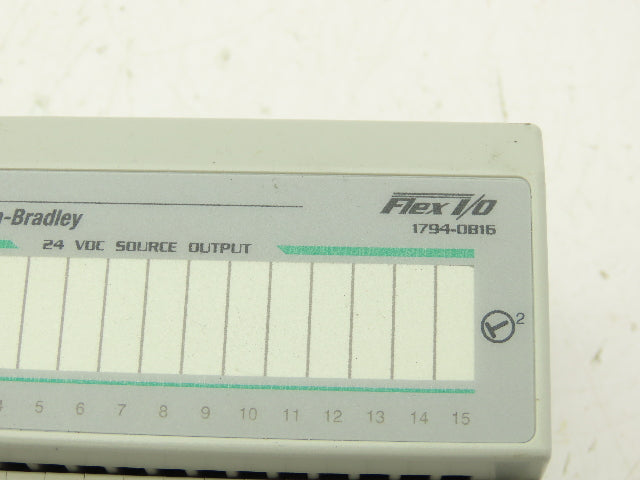 n-Bradley
Flex I/O
1794-OB16
24 VDC SOURCE OUTPUT
2
4 5 6 7 8 9 10 11 12 13 14 15